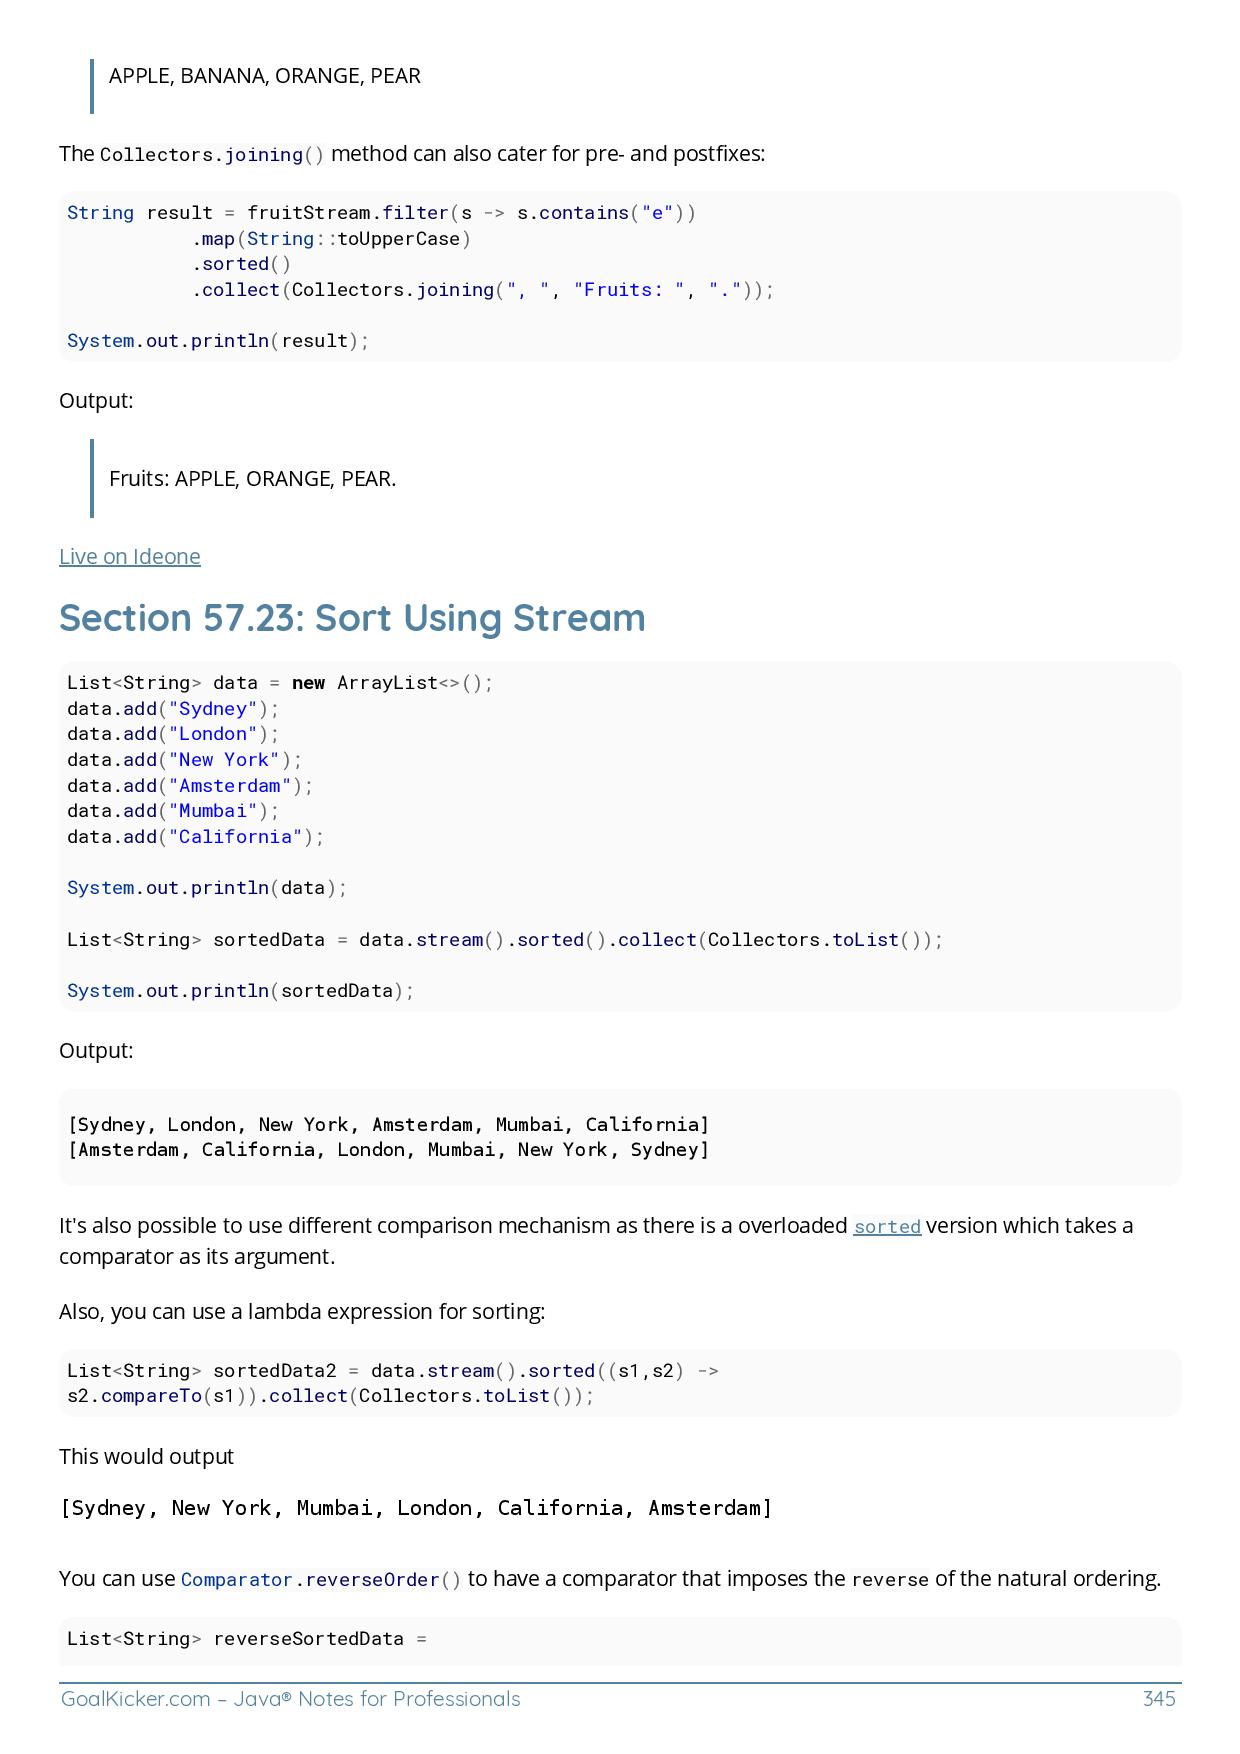 APPLE, BANANA, ORANGE, PEAR
The Collectors.joining() method can also cater for pre- and postfixes:
String result = fruitStream.filter(s -> s.contains("e"))
           .map(String::toUpperCase)
           .sorted()
           .collect(Collectors.joining(", ", "Fruits: ", "."));
System.out.println(result);
Output:
Fruits: APPLE, ORANGE, PEAR.
Live on Ideone
Section 57.23: Sort Using Stream
List<String> data = new ArrayList<>();
data.add("Sydney");
data.add("London");
data.add("New York");
data.add("Amsterdam");
data.add("Mumbai");
data.add("California");
System.out.println(data);
List<String> sortedData = data.stream().sorted().collect(Collectors.toList());
System.out.println(sortedData);
Output:
[Sydney, London, New York, Amsterdam, Mumbai, California]
[Amsterdam, California, London, Mumbai, New York, Sydney]
It's also possible to use different comparison mechanism as there is a overloaded sorted version which takes a
comparator as its argument.
Also, you can use a lambda expression for sorting:
List<String> sortedData2 = data.stream().sorted((s1,s2) ->
s2.compareTo(s1)).collect(Collectors.toList());
This would output
[Sydney, New York, Mumbai, London, California, Amsterdam]
You can use Comparator.reverseOrder() to have a comparator that imposes the reverse of the natural ordering.
List<String> reverseSortedData =
GoalKicker.com – Java® Notes for Professionals 345